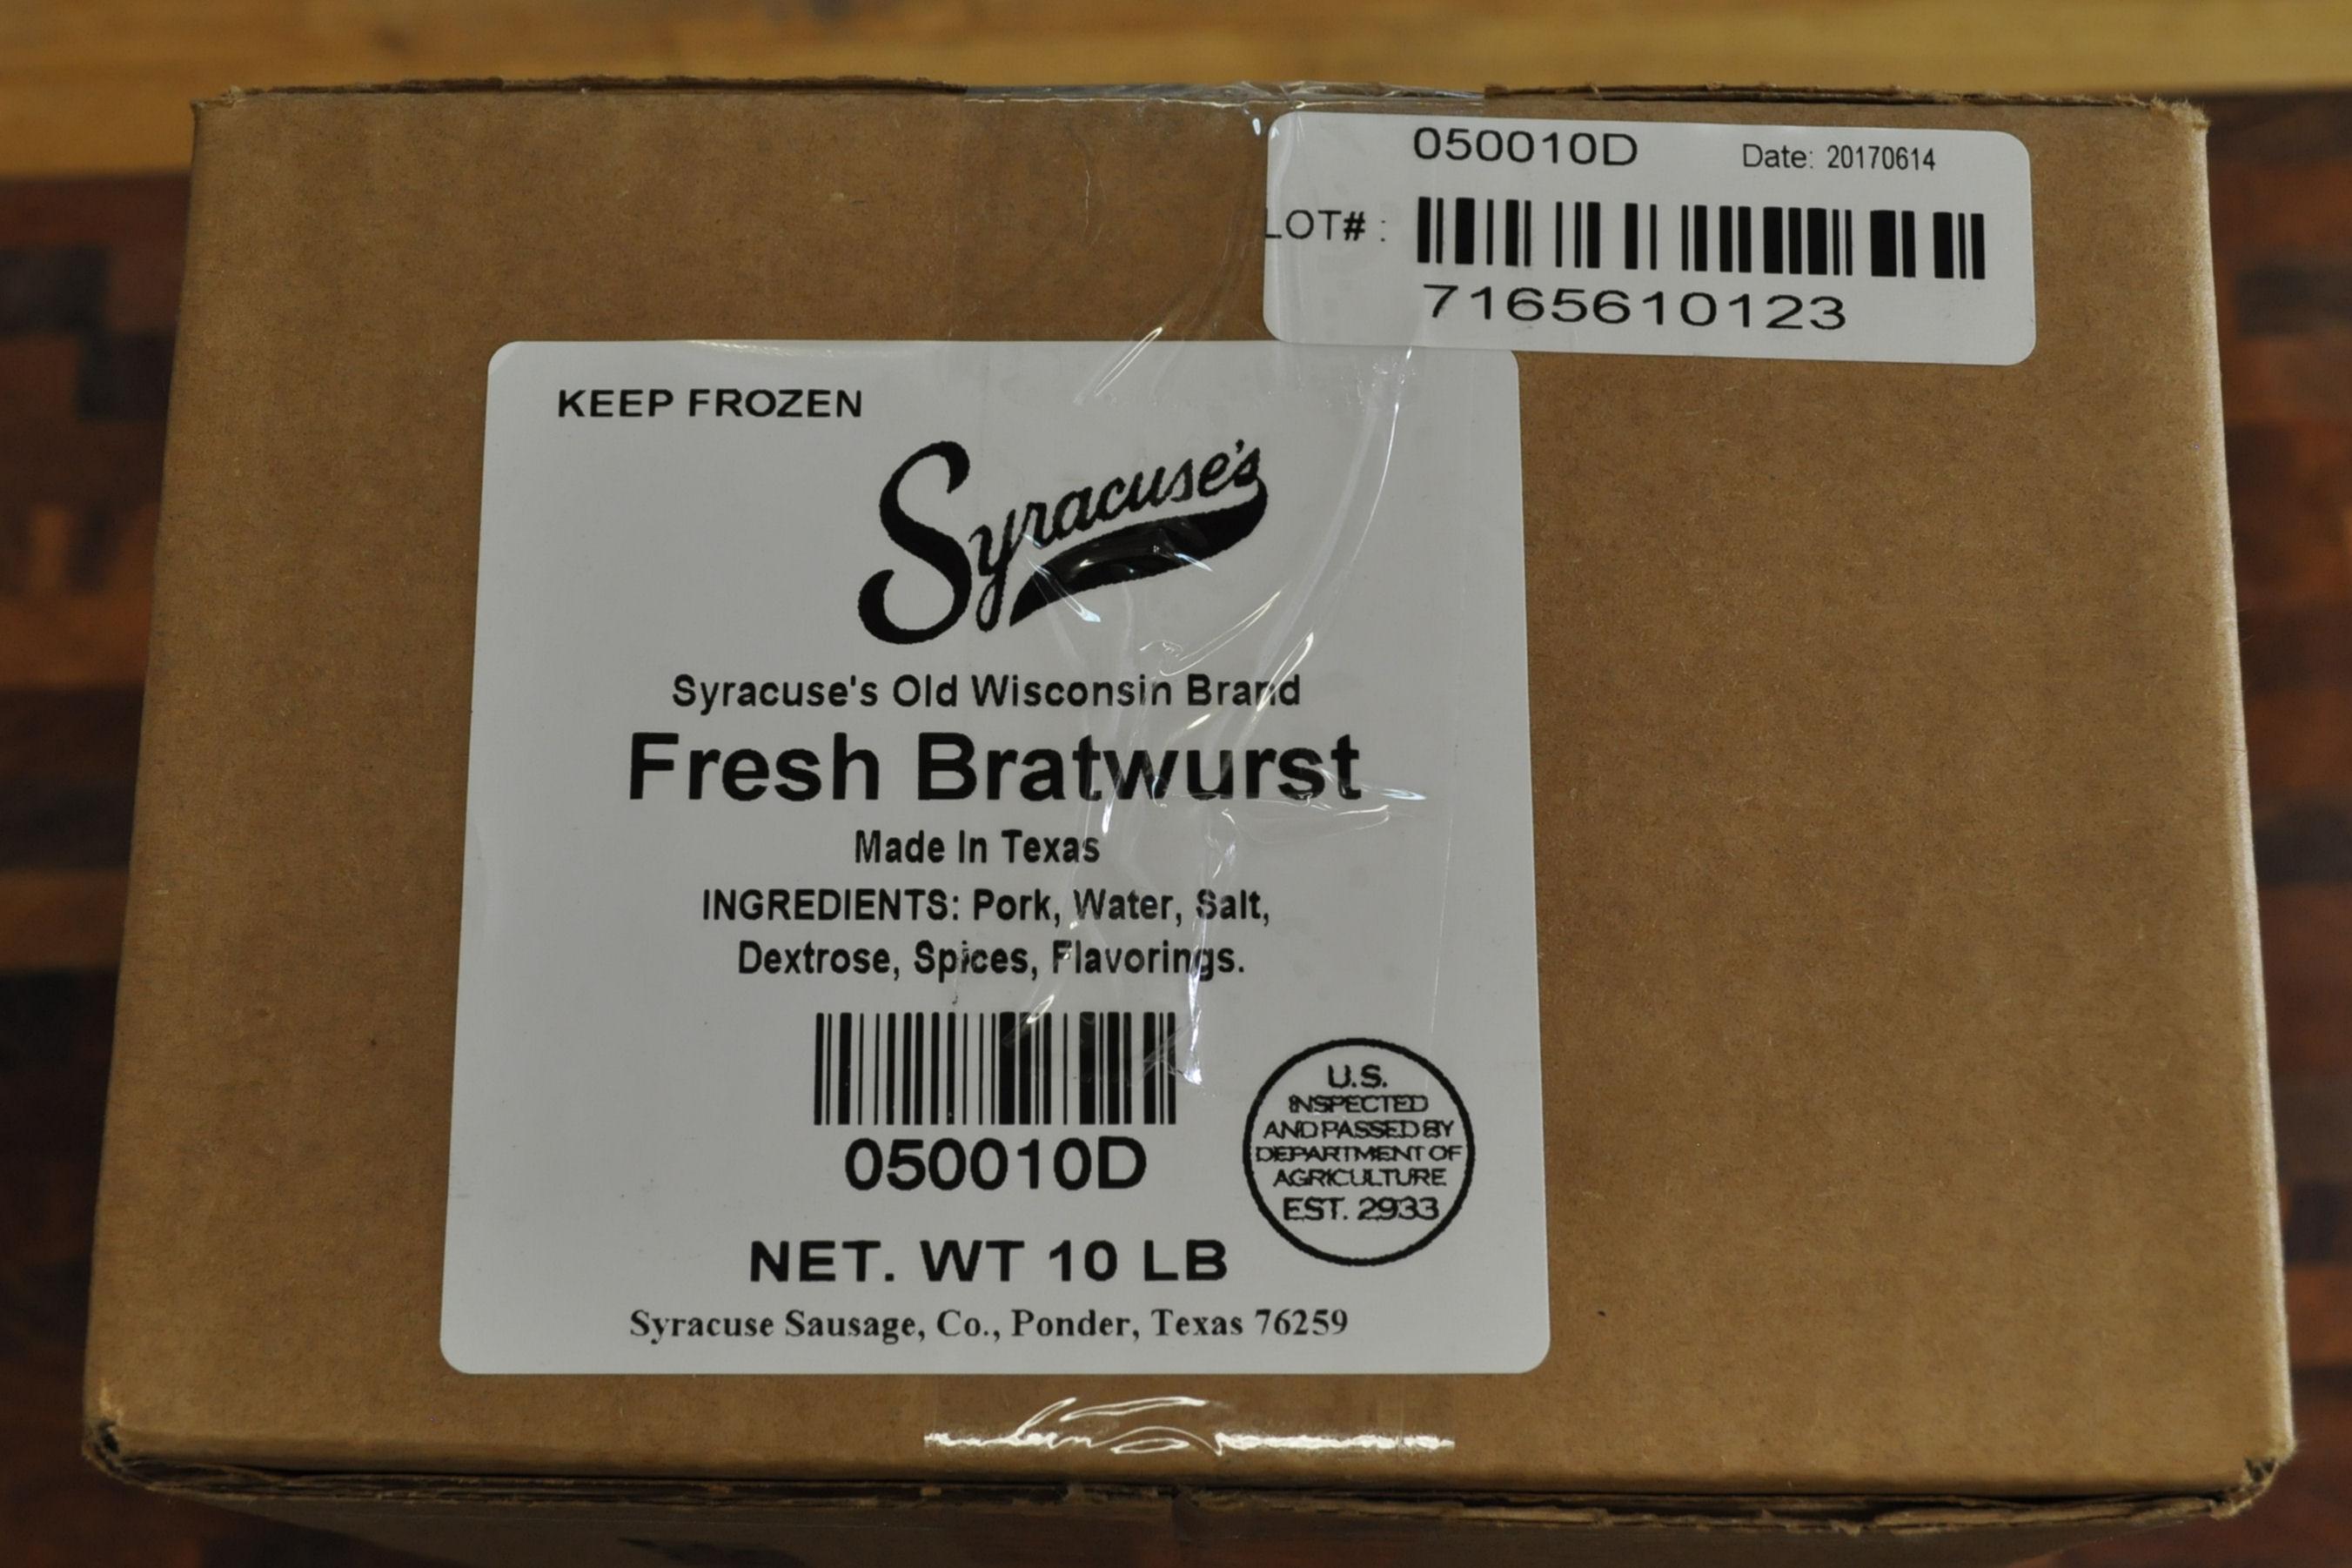 050010D Date: 20170614
LOT# :
7165610123
KEEP FROZEN
Syracuse's
Syracuse's Old Wisconsin Brand
Fresh Bratwurst
Made In Texas
INGREDIENTS: Pork, Water, Salt,
Dextrose, Spices, Flavorings.
050010D
U.S.
INSPECTED
AND PASSED BY
DEPARTMENT OF
AGRICULTURE
EST. 2933
NET. WT 10 LB
Syracuse Sausage, Co., Ponder, Texas 76259